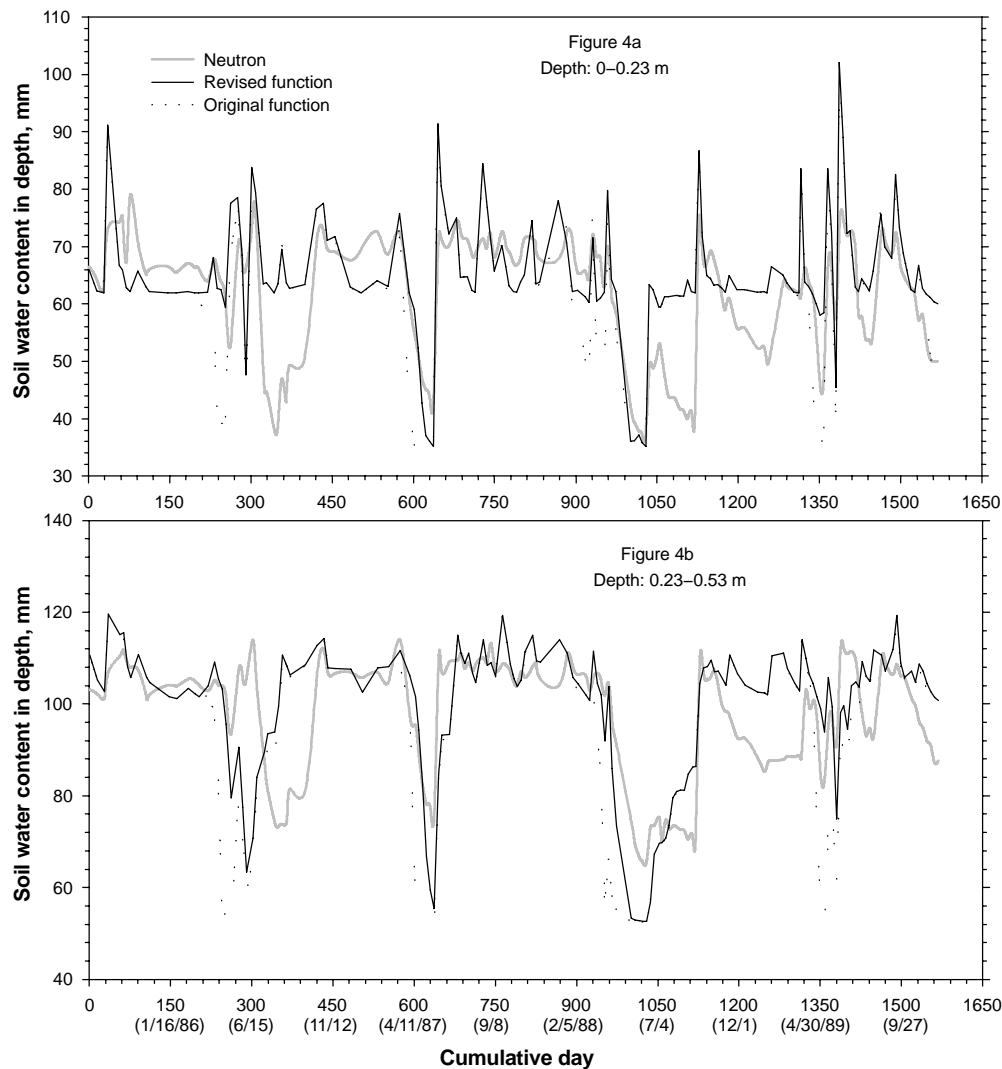 Figure 4a
Depth: 0–0.23 m
Neutron
Revised function
Original function
Soil water content in depth, mm
110
100
90
80
70
60
50
40
30
0 150 300 450 600 750 900 1050 1200 1350 1500 1650
Figure 4b
Depth: 0.23–0.53 m
Soil water content in depth, mm
140
120
100
80
60
40
0 150 300 450 600 750 900 1050 1200 1350 1500 1650
(1/16/86) (6/15) (11/12) (4/11/87) (9/8) (2/5/88) (7/4) (12/1) (4/30/89) (9/27)
Cumulative day